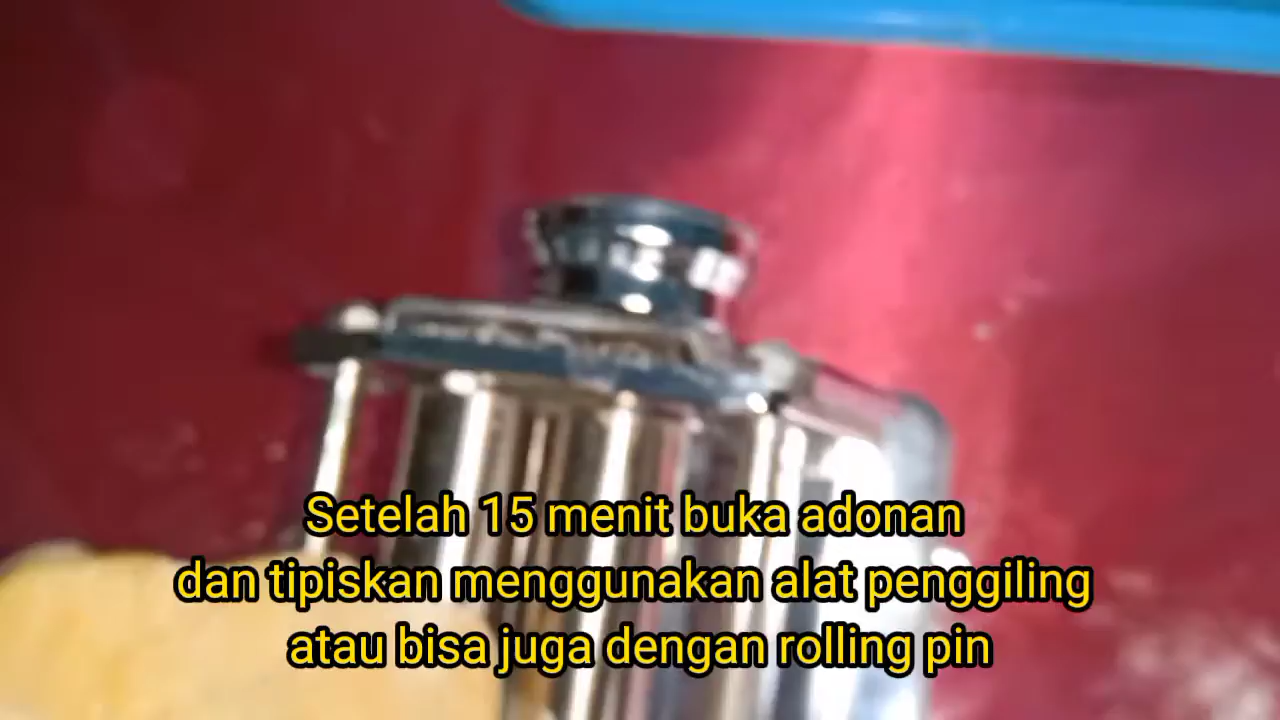 Setelah 15 menit buka adonan
dan tipiskan menggunakan alat penggiling
atau bisa juga dengan rolling pin